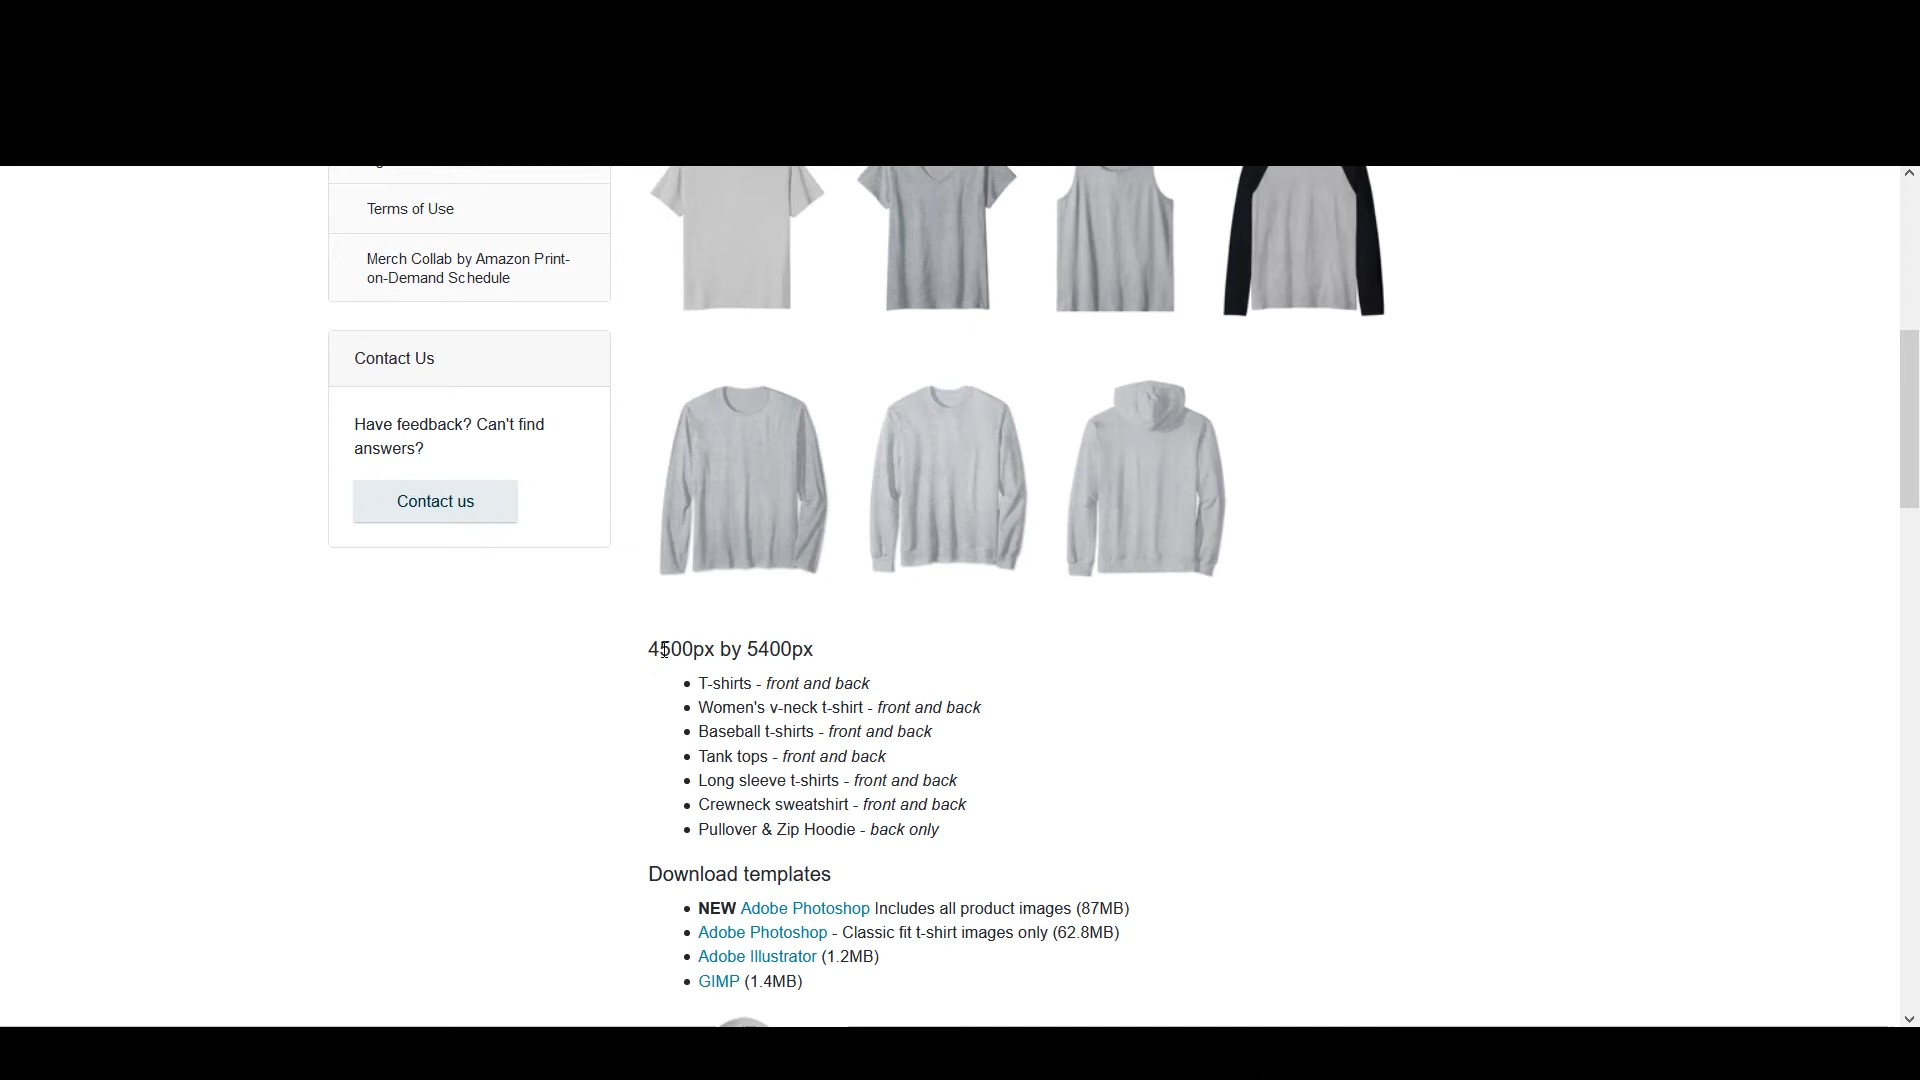 Terms of Use
Merch Collab by Amazon Print-
on-Demand Schedule
Contact Us
Have feedback? Can't find
answers?
Contact us
4500px by 5400px
T-shirts - front and back
Women's v-neck t-shirt - front and back
Baseball t-shirts - front and back
Tank tops - front and back
Long sleeve t-shirts - front and back
Crewneck sweatshirt - front and back
Pullover & Zip Hoodie - back only
Download templates
NEW Adobe Photoshop Includes all product images (87MB)
Adobe Photoshop - Classic fit t-shirt images only (62.8MB)
Adobe Illustrator (1.2MB)
GIMP (1.4MB)